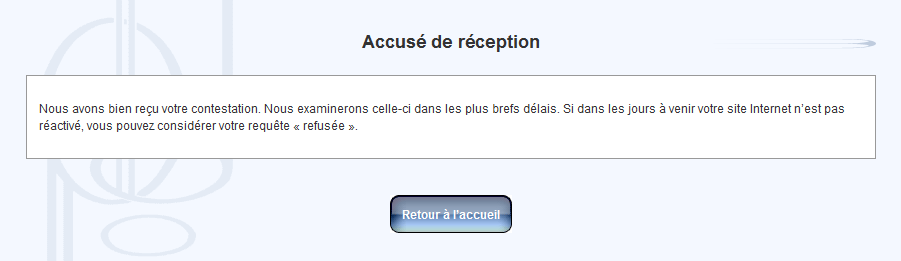 Accusé de réception
Nous avons bien reçu votre contestation. Nous examinerons celle-ci dans les plus brefs délais. Si dans les jours à venir votre site Internet n’est pas
réactivé, vous pouvez considérer votre requête « refusée ».
Retour à l'accueil